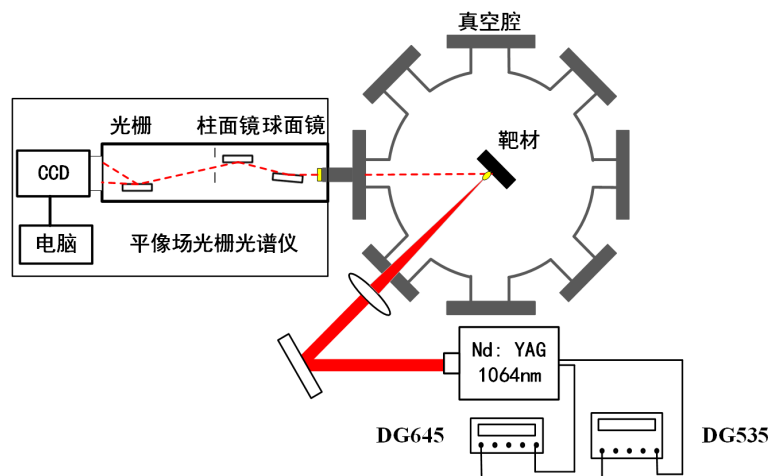 真空腔
光栅
柱面镜
球面镜
靶材
CCD
电脑
平像场光栅光谱仪
Nd: YAG
1064nm
DG645
DG535